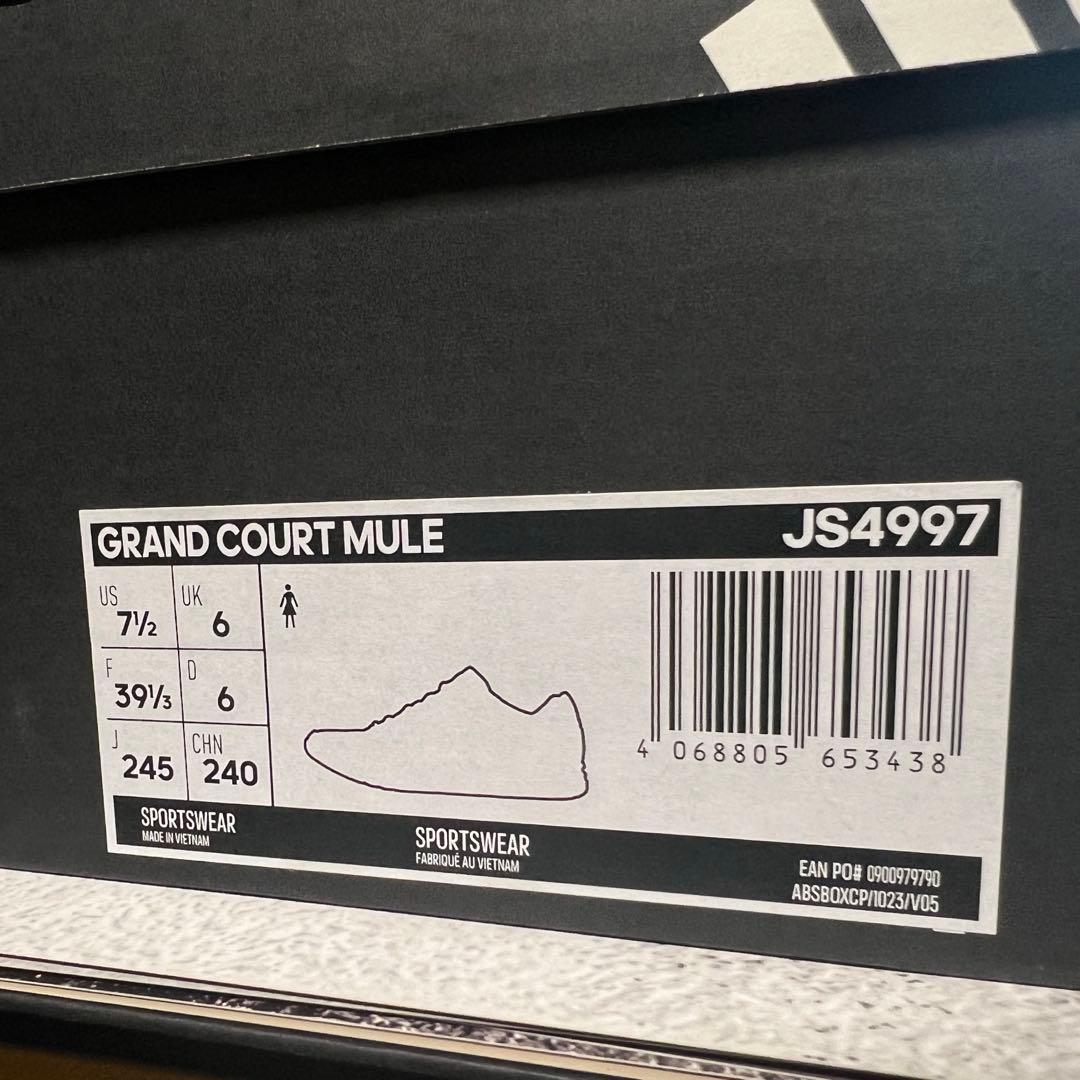 GRAND COURT MULE
JS4997
US
7½
UK
6
F
39⅓
D
6
J
245
CHN
240
4 068805 653438
SPORTSWEAR
MADE IN VIETNAM
SPORTSWEAR
FABRIQUÉ AU VIETNAM
EAN PO# 0900979790
ABSBOXCP/1023/V05